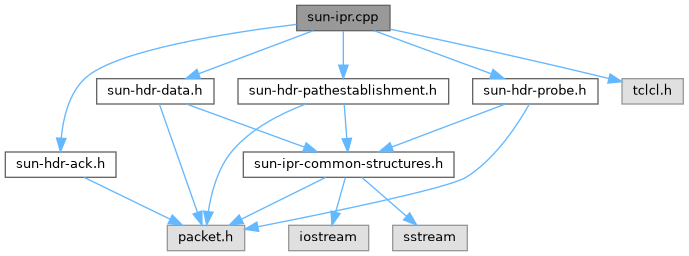 sun-ipr.cpp
sun-hdr-data.h
sun-hdr-pathestablishment.h
sun-hdr-probe.h
tclcl.h
sun-hdr-ack.h
sun-ipr-common-structures.h
packet.h
iostream
sstream